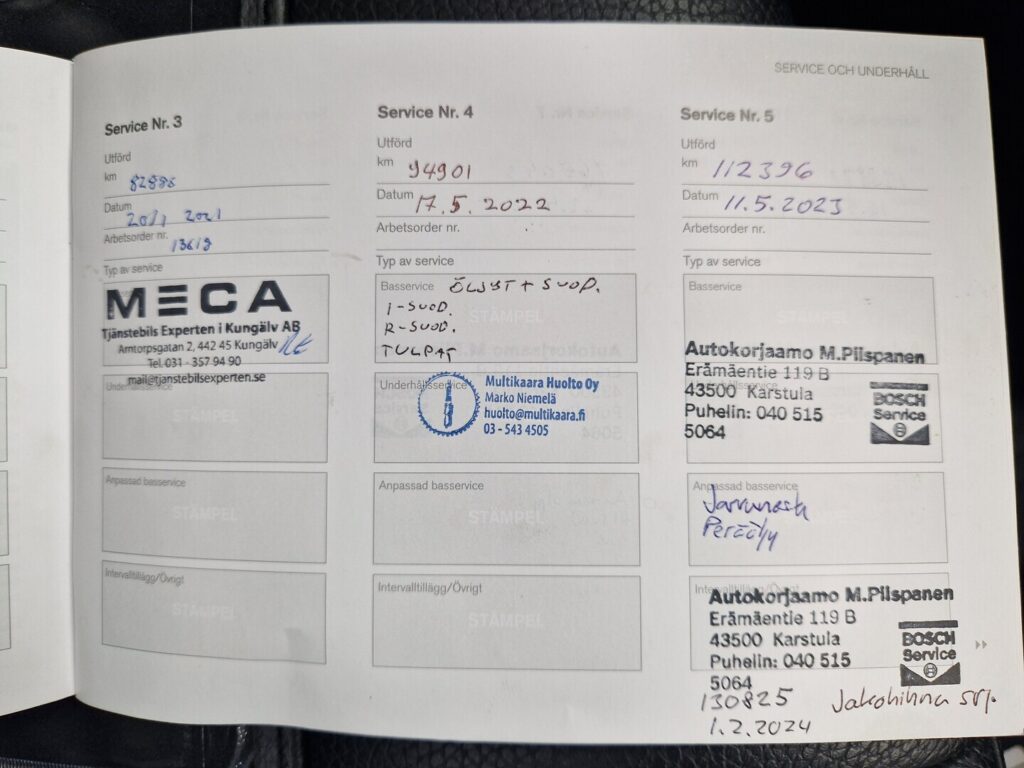 SERVICE OCH UNDERHÅLL
Service Nr. 3
Utförd
km 82998
Datum 2021
Arbetsorder nr. 13619
Typ av service
MECA
Tjänstebils Experten i Kungälv AB
Arntorpsgatan 2, 442 45 Kungälv
Tel. 031 - 357 94 90
mail@tjanstebilsexperten.se
Underhållsservice
Anpassad basservice
STÄMPEL
Intervalltillägg/Övrigt
STÄMPEL
Service Nr. 4
Utförd
km 94901
Datum 17.5.2022
Arbetsorder nr.
Typ av service
Basservice ÖLJYT + SUOD.
I-SUOD.
R-SUOD.
TULPAT
Underhållsservice
Multikaara Huolto Oy
Marko Niemelä
huolto@multikaara.fi
03 - 543 4505
Anpassad basservice
STÄMPEL
Intervalltillägg/Övrigt
STÄMPEL
Service Nr. 5
Utförd
km 112396
Datum 11.5.2023
Arbetsorder nr.
Typ av service
Basservice
STÄMPEL
Autokorjaamo M.Piispanen
Erämäentie 119 B
43500 Karstula
Puhelin: 040 515
5064
BOSCH
Service
Anpassad basservice
Intervalltillägg/Övrigt
Autokorjaamo M.Piispanen
Erämäentie 119 B
43500 Karstula
Puhelin: 040 515
5064
BOSCH
Service
130825
1.2.2024
Jakohihna srj.